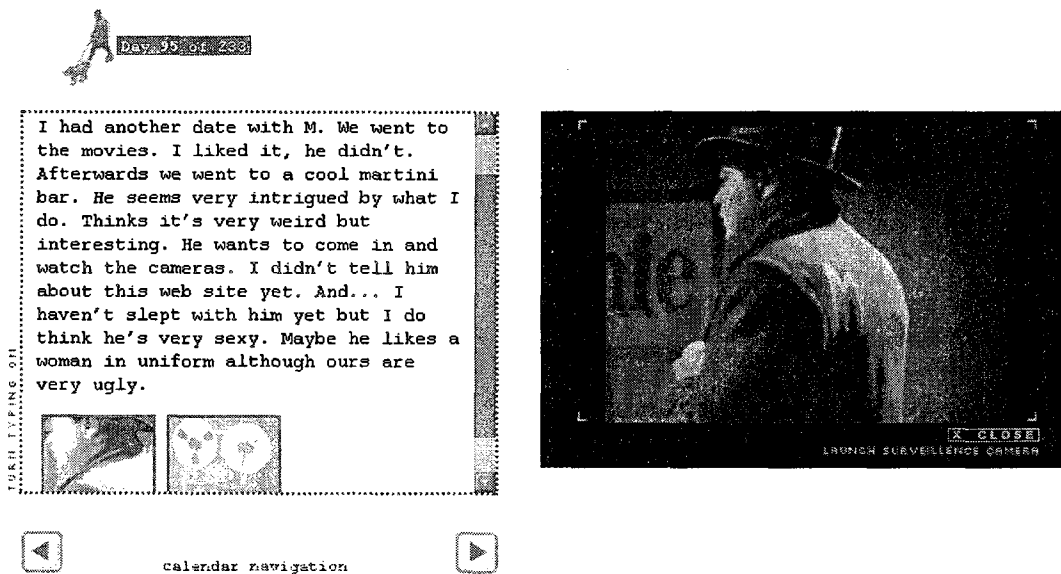 Day 95 of 233
I had another date with M. We went to
the movies. I liked it, he didn't.
Afterwards we went to a cool martini
bar. He seems very intrigued by what I
do. Thinks it's very weird but
interesting. He wants to come in and
watch the cameras. I didn't tell him
about this web site yet. And... I
haven't slept with him yet but I do
think he's very sexy. Maybe he likes a
woman in uniform although ours are
very ugly.
TURN TYPING ON
calendar navigation
X CLOSE
LAUNCH SURVEILLENCE CAMERA